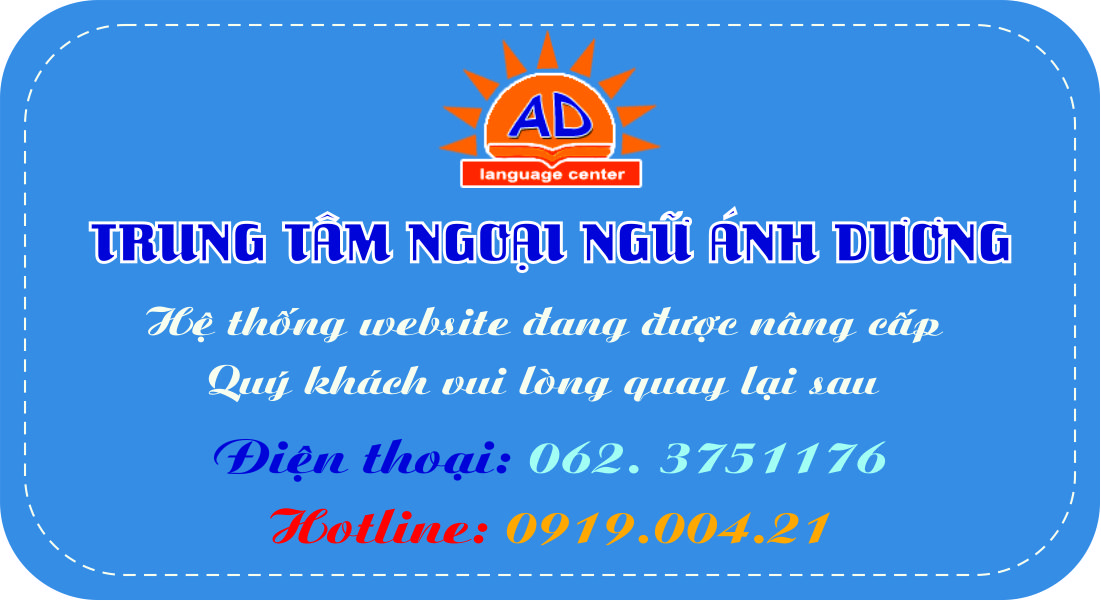 AD
language center
TRUNG TÂM NGOẠI NGỮ ÁNH DƯƠNG
Hệ thống website đang được nâng cấp
Quý khách vui lòng quay lại sau
Điện thoại: 062. 3751176
Hotline: 0919.004.21